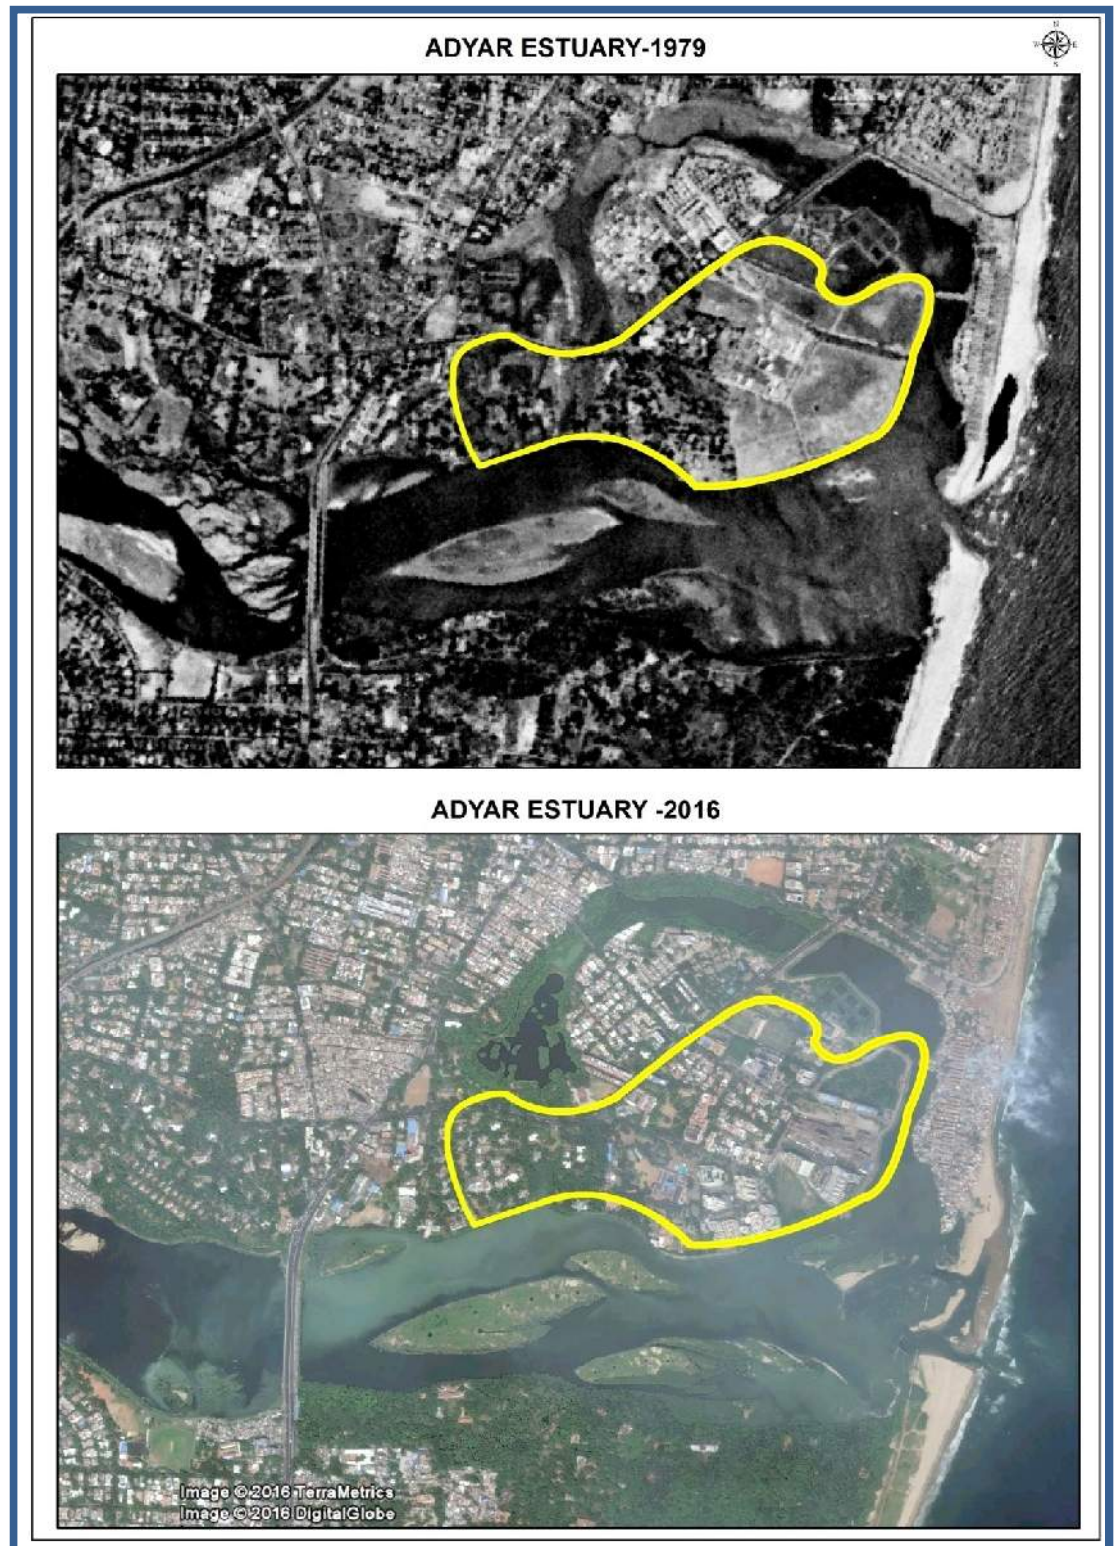 ADYAR ESTUARY-1979
N
W E
S
ADYAR ESTUARY -2016
Image © 2016 TerraMetrics
Image © 2016 DigitalGlobe